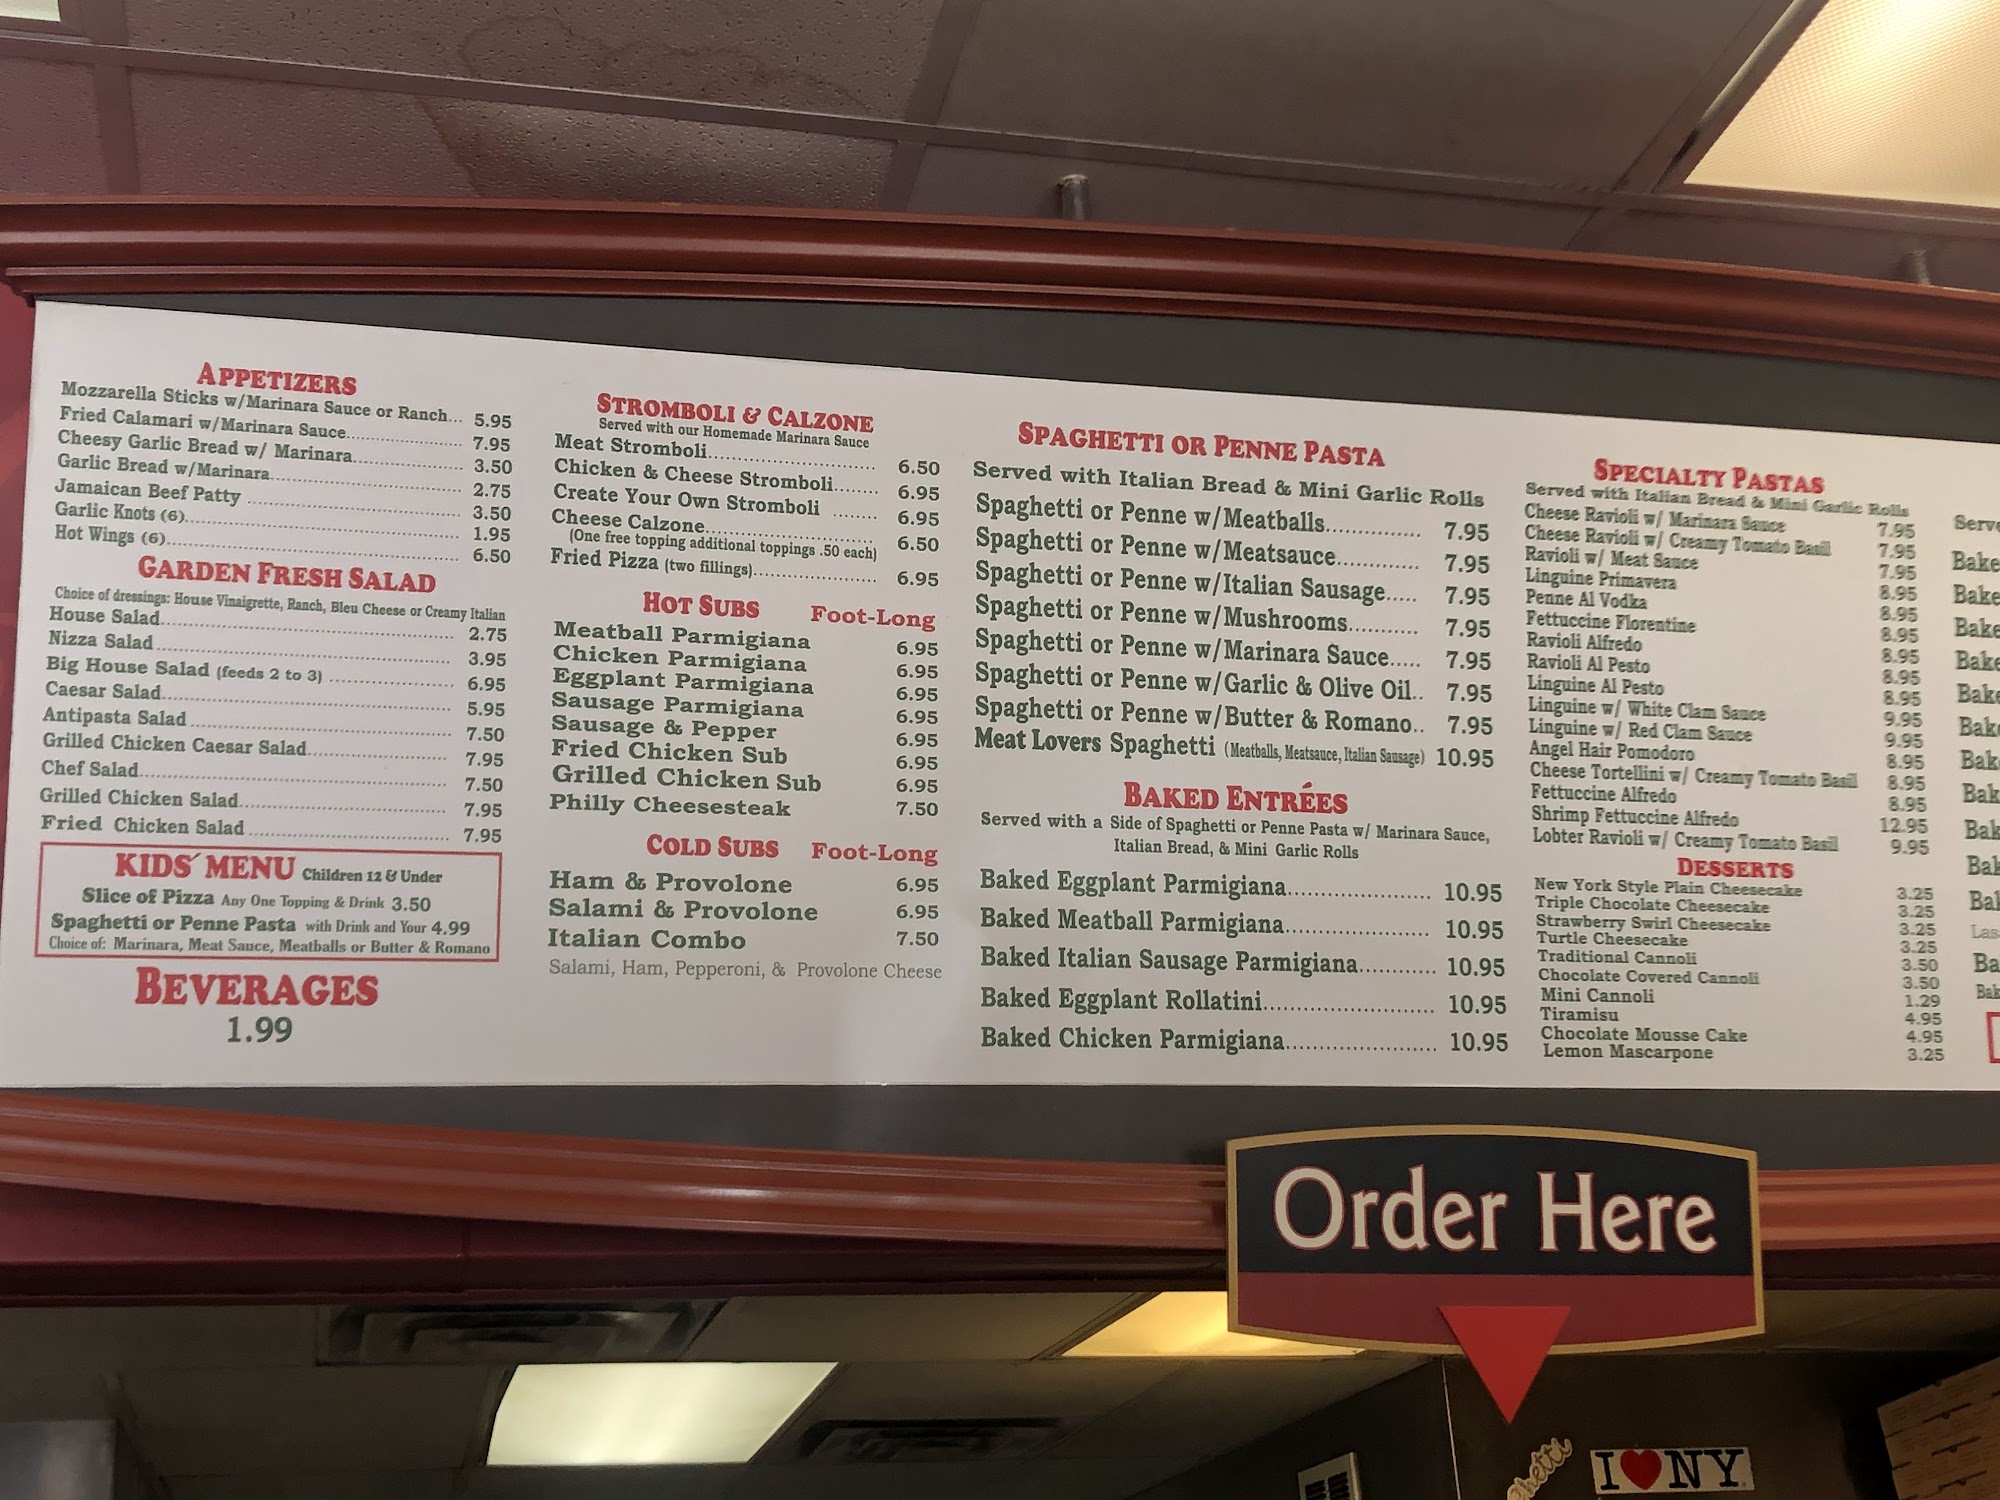 APPETIZERS
Mozzarella Sticks w/Marinara Sauce or Ranch... 5.95
Fried Calamari w/Marinara Sauce 7.95
Cheesy Garlic Bread w/ Marinara 3.50
Garlic Bread w/Marinara 2.75
Jamaican Beef Patty 3.50
Garlic Knots (6) 1.95
Hot Wings (6) 6.50
GARDEN FRESH SALAD
Choice of dressings: House Vinaigrette, Ranch, Bleu Cheese or Creamy Italian
House Salad 2.75
Nizza Salad 3.95
Big House Salad (feeds 2 to 3) 6.95
Caesar Salad 5.95
Antipasta Salad 7.50
Grilled Chicken Caesar Salad 7.95
Chef Salad 7.50
Grilled Chicken Salad 7.95
Fried Chicken Salad 7.95
KIDS' MENU Children 12 & Under
Slice of Pizza Any One Topping & Drink 3.50
Spaghetti or Penne Pasta with Drink and Your 4.99
Choice of: Marinara, Meat Sauce, Meatballs or Butter & Romano
BEVERAGES
1.99
STROMBOLI & CALZONE
Served with our Homemade Marinara Sauce
Meat Stromboli 6.50
Chicken & Cheese Stromboli 6.95
Create Your Own Stromboli 6.95
Cheese Calzone 6.50
(One free topping additional toppings .50 each)
Fried Pizza (two fillings) 6.95
HOT SUBS Foot-Long
Meatball Parmigiana 6.95
Chicken Parmigiana 6.95
Eggplant Parmigiana 6.95
Sausage Parmigiana 6.95
Sausage & Pepper 6.95
Fried Chicken Sub 6.95
Grilled Chicken Sub 6.95
Philly Cheesesteak 7.50
COLD SUBS Foot-Long
Ham & Provolone 6.95
Salami & Provolone 6.95
Italian Combo 7.50
Salami, Ham, Pepperoni, & Provolone Cheese
SPAGHETTI OR PENNE PASTA
Served with Italian Bread & Mini Garlic Rolls
Spaghetti or Penne w/Meatballs 7.95
Spaghetti or Penne w/Meatsauce 7.95
Spaghetti or Penne w/Italian Sausage 7.95
Spaghetti or Penne w/Mushrooms 7.95
Spaghetti or Penne w/Marinara Sauce 7.95
Spaghetti or Penne w/Garlic & Olive Oil 7.95
Spaghetti or Penne w/Butter & Romano 7.95
Meat Lovers Spaghetti (Meatballs, Meatsauce, Italian Sausage) 10.95
BAKED ENTRÉES
Served with a Side of Spaghetti or Penne Pasta w/ Marinara Sauce,
Italian Bread, & Mini Garlic Rolls
Baked Eggplant Parmigiana 10.95
Baked Meatball Parmigiana 10.95
Baked Italian Sausage Parmigiana 10.95
Baked Eggplant Rollatini 10.95
Baked Chicken Parmigiana 10.95
SPECIALTY PASTAS
Served with Italian Bread & Mini Garlic Rolls
Cheese Ravioli w/ Marinara Sauce 7.95
Cheese Ravioli w/ Creamy Tomato Basil 7.95
Ravioli w/ Meat Sauce 7.95
Linguine Primavera 8.95
Penne Al Vodka 8.95
Fettuccine Florentine 8.95
Ravioli Alfredo 8.95
Ravioli Al Pesto 8.95
Linguine Al Pesto 8.95
Linguine w/ White Clam Sauce 9.95
Linguine w/ Red Clam Sauce 9.95
Angel Hair Pomodoro 8.95
Cheese Tortellini w/ Creamy Tomato Basil 8.95
Fettuccine Alfredo 8.95
Shrimp Fettuccine Alfredo 12.95
Lobter Ravioli w/ Creamy Tomato Basil 9.95
DESSERTS
New York Style Plain Cheesecake 3.25
Triple Chocolate Cheesecake 3.25
Strawberry Swirl Cheesecake 3.25
Turtle Cheesecake 3.25
Traditional Cannoli 3.50
Chocolate Covered Cannoli 3.50
Mini Cannoli 1.29
Tiramisu 4.95
Chocolate Mousse Cake 4.95
Lemon Mascarpone 3.25
Order Here
I ♥ NY